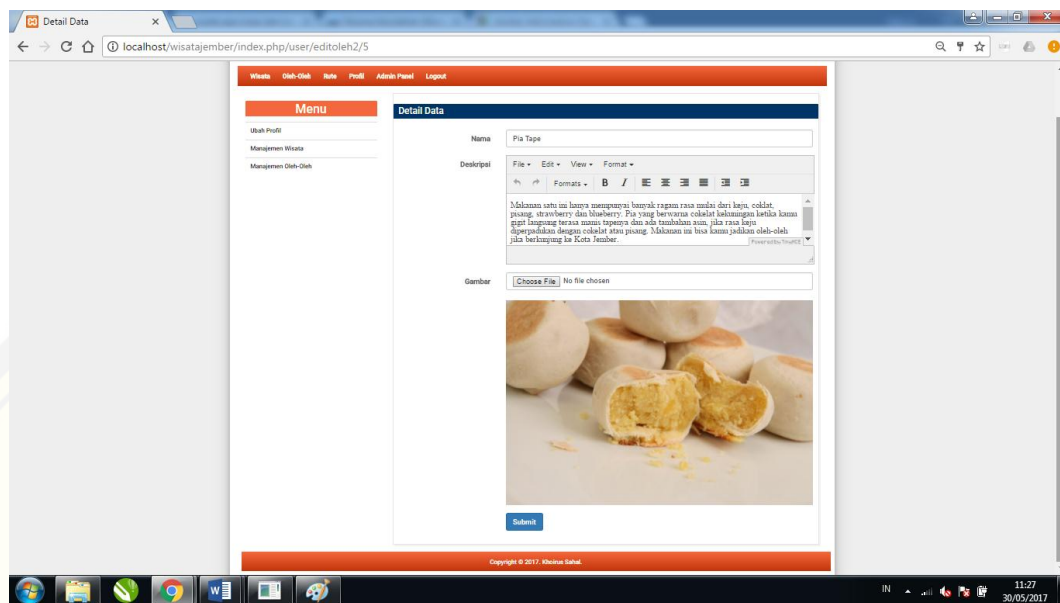 Detail Data
localhost/wisatajember/index.php/user/editoleh2/5
Wisata Oleh-Oleh Rute Profil Admin Panel Logout
Menu
Ubah Profil
Manajemen Wisata
Manajemen Oleh-Oleh
Detail Data
Nama
Pia Tape
Deskripsi
File Edit View Format
Formats B I
Makanan satu ini hanya mempunyai banyak ragam rasa mulai dari keju, coklat,
pisang, strawberry dan blueberry. Pia yang berwarna cokelat kekuningan ketika kamu
gigit langsung terasa manis tapenya dan ada tambahan asin, jika rasa keju
diperpadukan dengan cokelat atau pisang. Makanan ini bisa kamu jadikan oleh-oleh
jika berkunjung ke Kota Jember.
Powered by TinyMCE
Gambar
Choose File No file chosen
Submit
Copyright © 2017. Khoirus Sahal.
IN
11:27
30/05/2017